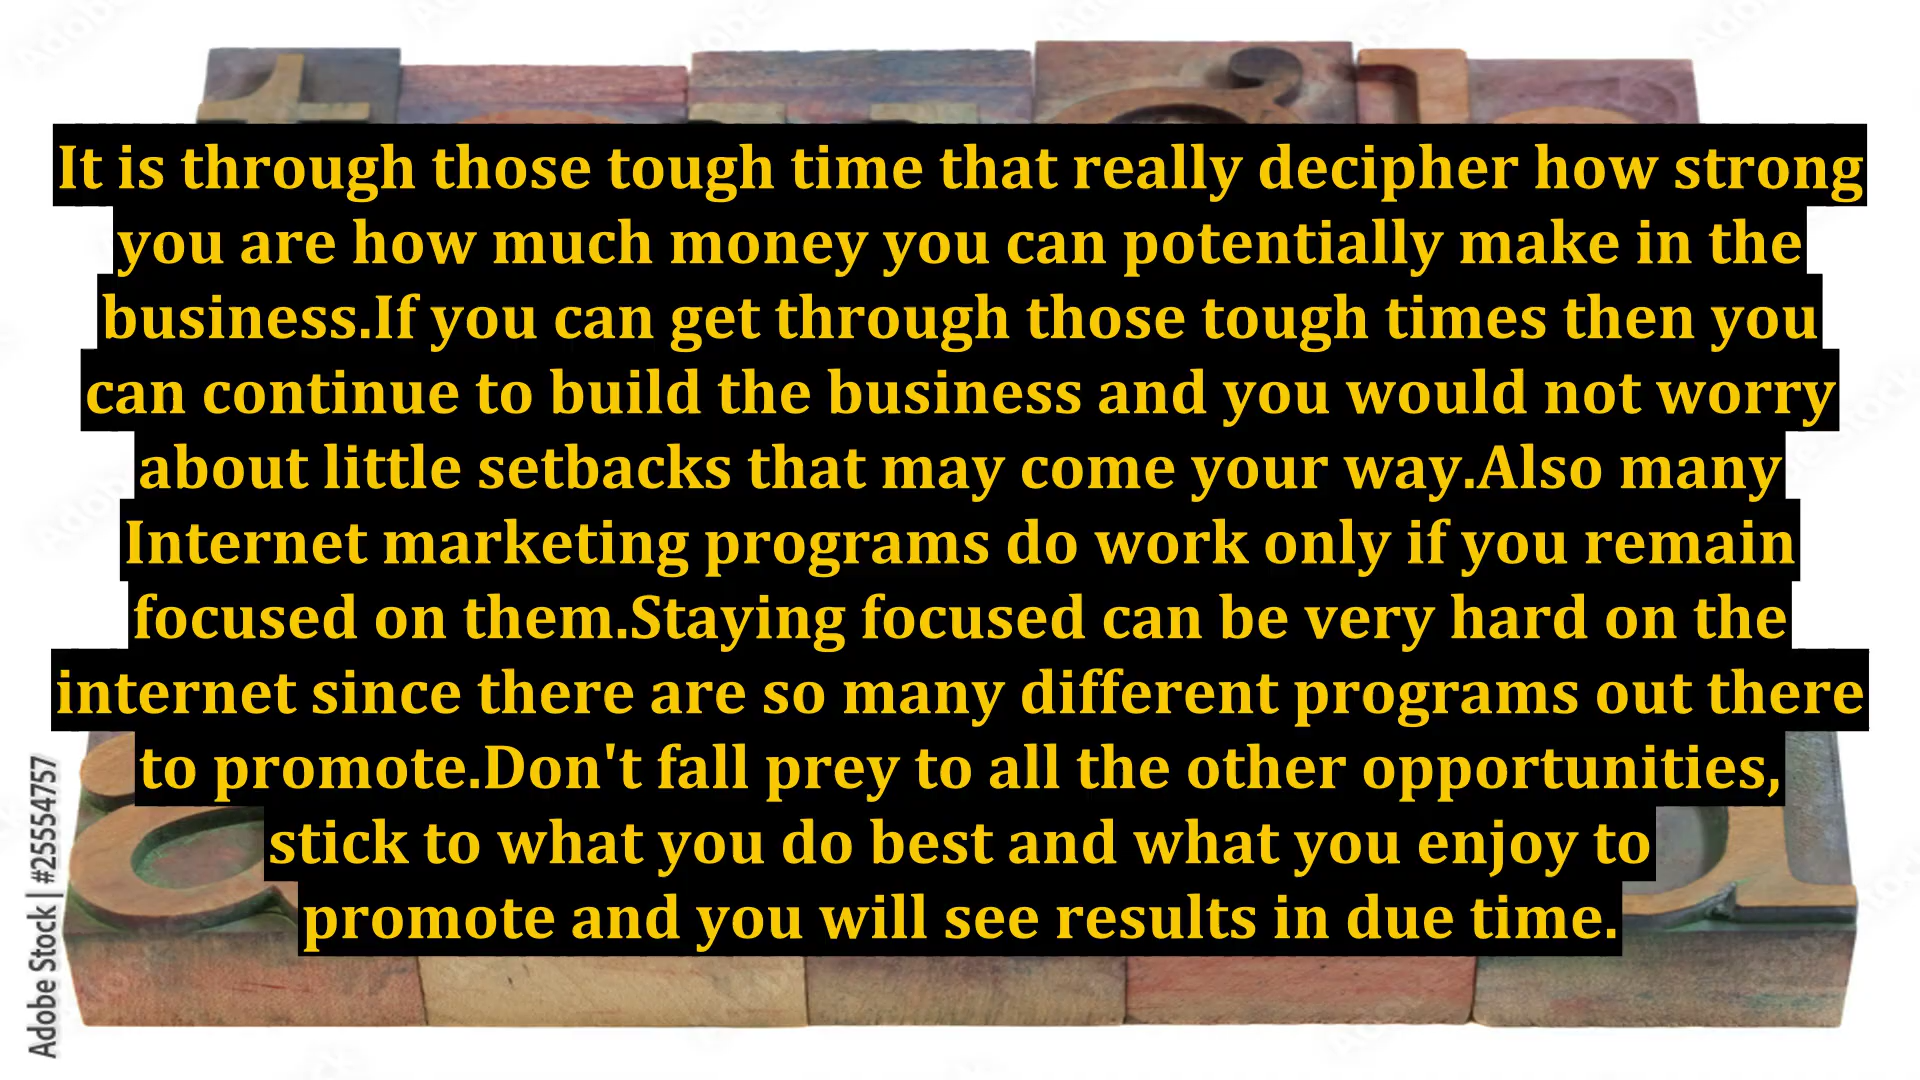 It is through those tough time that really decipher how strong
you are how much money you can potentially make in the
business.If you can get through those tough times then you
can continue to build the business and you would not worry
about little setbacks that may come your way.Also many
Internet marketing programs do work only if you remain
focused on them.Staying focused can be very hard on the
internet since there are so many different programs out there
to promote.Don't fall prey to all the other opportunities,
stick to what you do best and what you enjoy to
promote and you will see results in due time.
Adobe Stock | #25554757